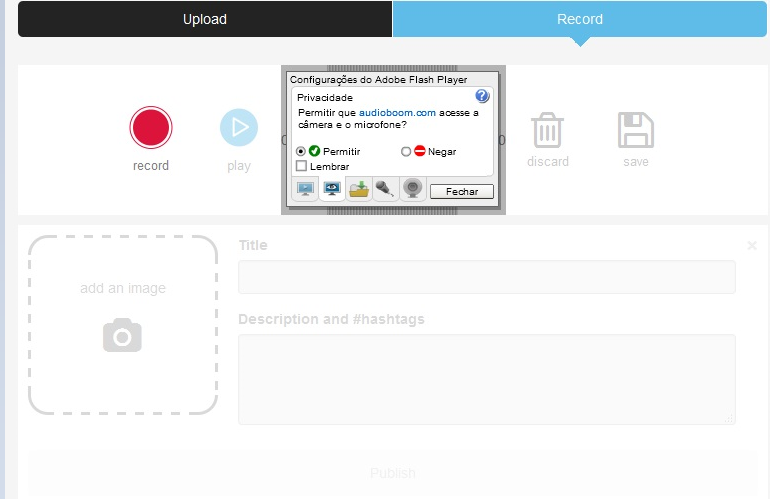 Upload
Record
Configurações do Adobe Flash Player
Privacidade
Permitir que audioboom.com acesse a
câmera e o microfone?
Permitir
Negar
Lembrar
Fechar
record
play
discard
save
add an image
Title
Description and #hashtags
Publish